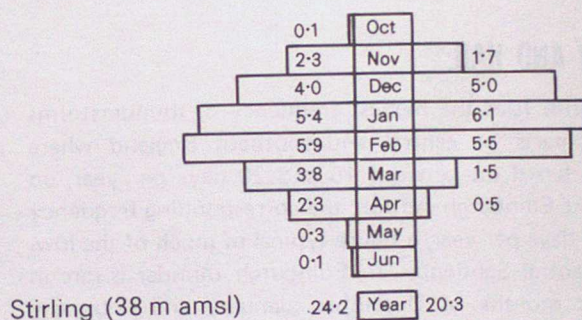 0·1 Oct
2·3 Nov 1·7
4·0 Dec 5·0
5·4 Jan 6·1
5·9 Feb 5·5
3·8 Mar 1·5
2·3 Apr 0·5
0·3 May
0·1 Jun
Stirling (38 m amsl) 24·2 Year 20·3